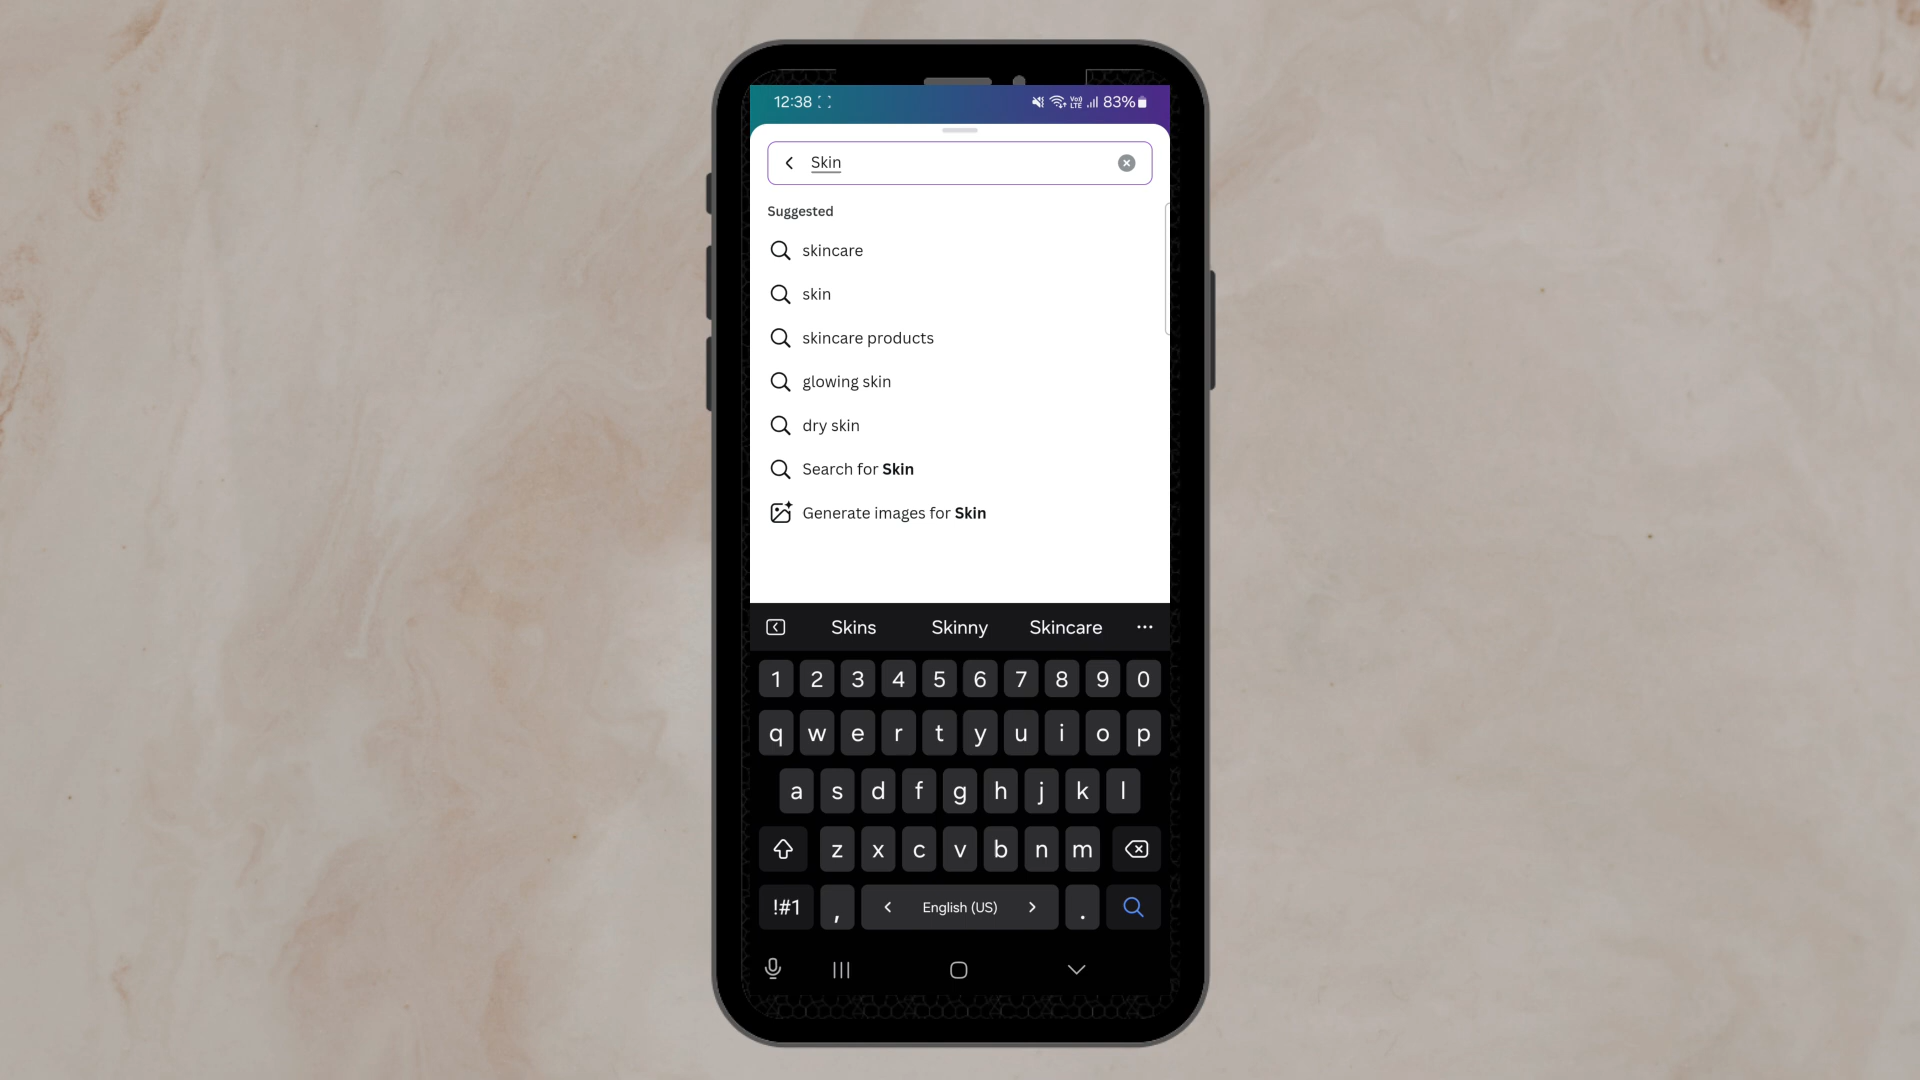 12:38 83%
Skin
Suggested
skincare
skin
skincare products
glowing skin
dry skin
Search for Skin
Generate images for Skin
Skins Skinny Skincare ...
1 2 3 4 5 6 7 8 9 0
q w e r t y u i o p
a s d f g h j k l
z x c v b n m
!#1 , English (US) .